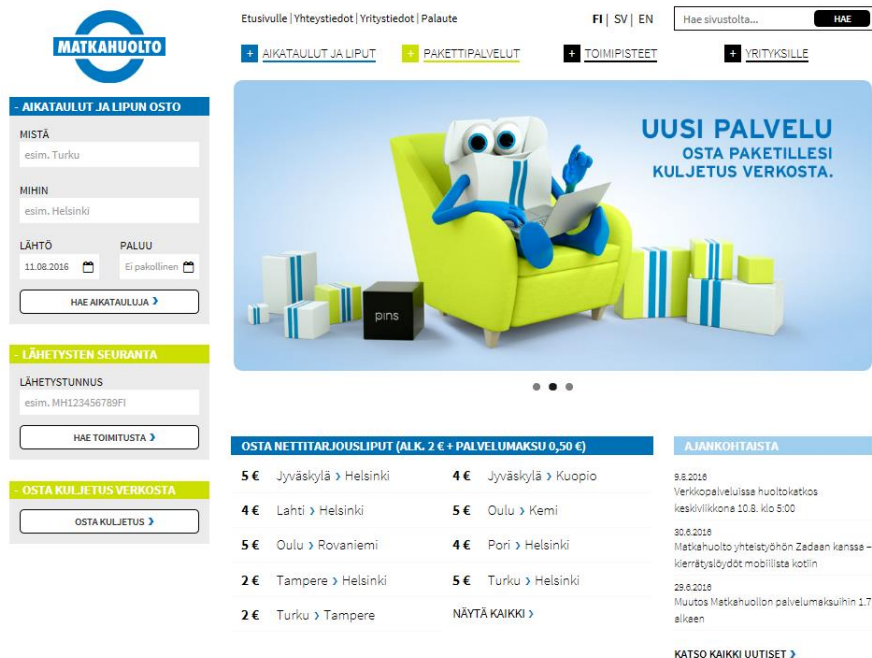 MATKAHUOLTO
Etusivulle | Yhteystiedot | Yritystiedot | Palaute
FI | SV | EN
Hae sivustolta...
HAE
+ AIKATAULUT JA LIPUT
+ PAKETTIPALVELUT
+ TOIMIPISTEET
+ YRITYKSILLE
- AIKATAULUT JA LIPUN OSTO
MISTÄ
esim. Turku
MIHIN
esim. Helsinki
LÄHTÖ PALUU
11.08.2016 Ei pakollinen
HAE AIKATAULUJA ›
- LÄHETYSTEN SEURANTA
LÄHETYSTUNNUS
esim. MH123456789FI
HAE TOIMITUSTA ›
- OSTA KULJETUS VERKOSTA
OSTA KULJETUS ›
UUSI PALVELU
OSTA PAKETILLESI
KULJETUS VERKOSTA.
pins
OSTA NETTITARJOUSLIPUT (ALK. 2 € + PALVELUMAKSU 0,50 €)
5 € Jyväskylä › Helsinki
4 € Jyväskylä › Kuopio
4 € Lahti › Helsinki
5 € Oulu › Kemi
5 € Oulu › Rovaniemi
4 € Pori › Helsinki
2 € Tampere › Helsinki
5 € Turku › Helsinki
2 € Turku › Tampere
NÄYTÄ KAIKKI ›
AJANKOHTAISTA
9.8.2016
Verkkopalveluissa huoltokatkos
keskiviikkona 10.8. klo 5:00
30.6.2016
Matkahuolto yhteistyöhön Zadaan kanssa –
kierrätyslöydöt mobiilista kotiin
29.6.2016
Muutos Matkahuollon palvelumaksuihin 1.7
alkaen
KATSO KAIKKI UUTISET ›